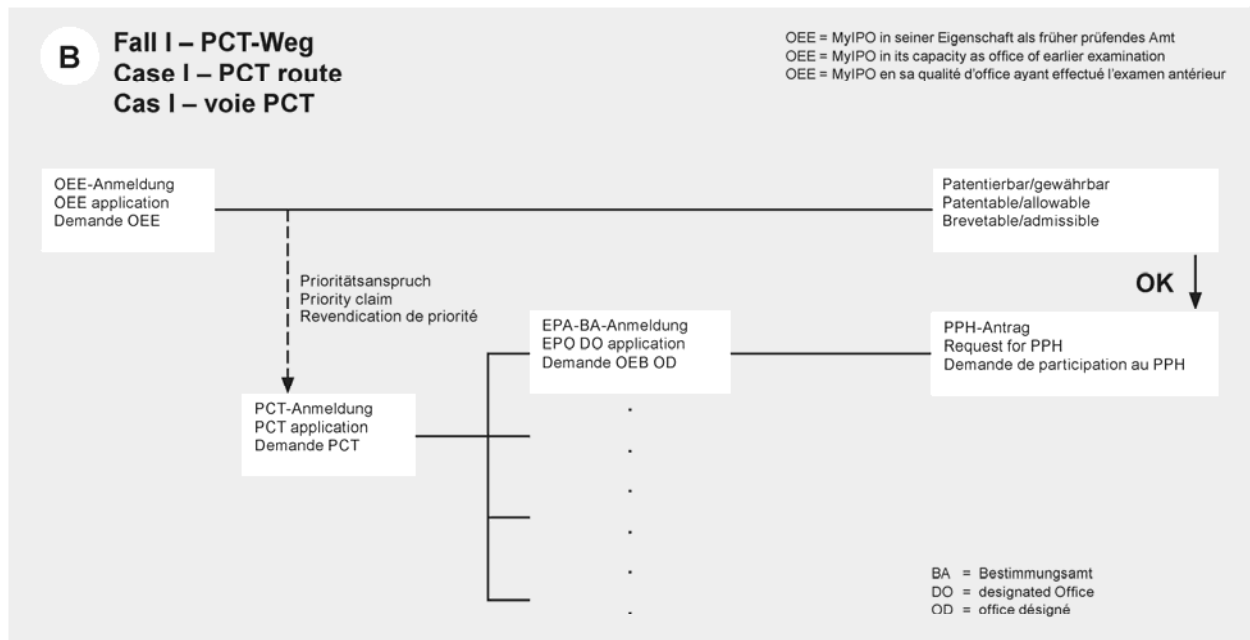 B
Fall I – PCT-Weg
Case I – PCT route
Cas I – voie PCT
OEE = MyIPO in seiner Eigenschaft als früher prüfendes Amt
OEE = MyIPO in its capacity as office of earlier examination
OEE = MyIPO en sa qualité d'office ayant effectué l'examen antérieur
OEE-Anmeldung
OEE application
Demande OEE
Patentierbar/gewährbar
Patentable/allowable
Brevetable/admissible
Prioritätsanspruch
Priority claim
Revendication de priorité
OK
EPA-BA-Anmeldung
EPO DO application
Demande OEB OD
PPH-Antrag
Request for PPH
Demande de participation au PPH
PCT-Anmeldung
PCT application
Demande PCT
BA = Bestimmungsamt
DO = designated Office
OD = office désigné